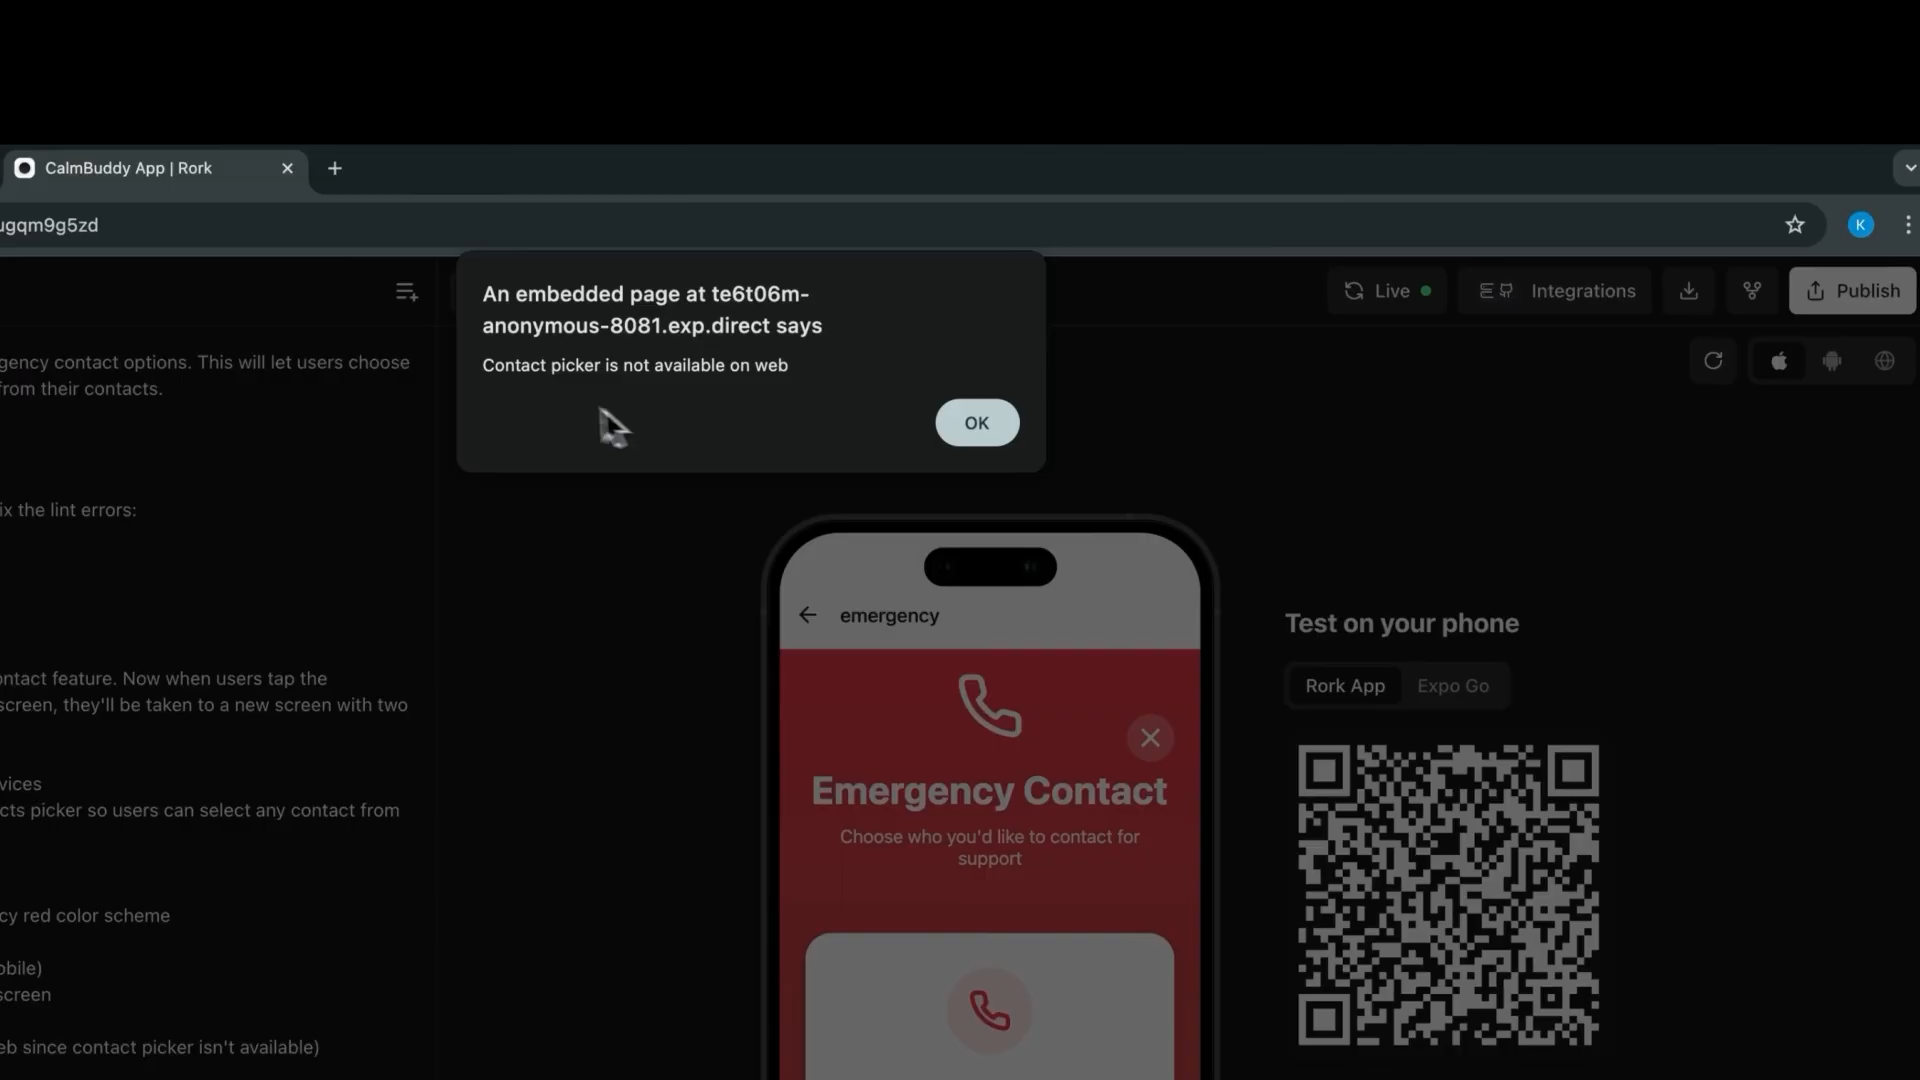 CalmBuddy App | Rork
ugqm9g5zd
K
An embedded page at te6t06m-
anonymous-8081.exp.direct says
Contact picker is not available on web
OK
Live
Integrations
Publish
gency contact options. This will let users choose
from their contacts.
ix the lint errors:
ontact feature. Now when users tap the
screen, they'll be taken to a new screen with two
vices
cts picker so users can select any contact from
cy red color scheme
obile)
screen
eb since contact picker isn't available)
emergency
Emergency Contact
Choose who you'd like to contact for
support
Test on your phone
Rork App
Expo Go